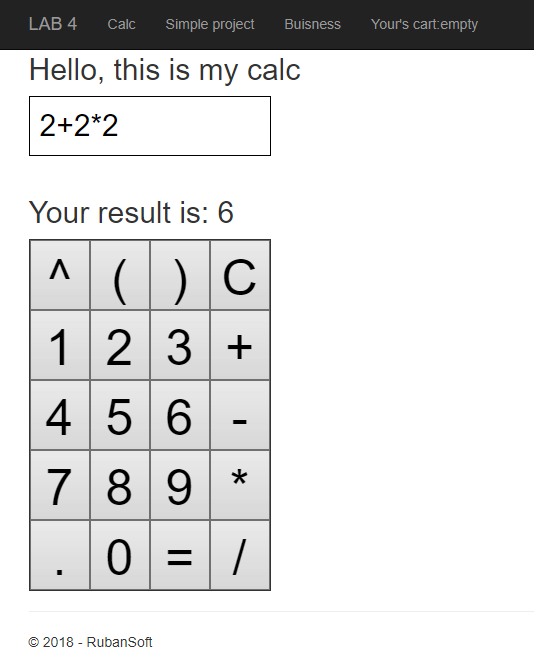 LAB 4 Calc Simple project Buisness Your's cart:empty
Hello, this is my calc
2+2*2
Your result is: 6
^ ( ) C
1 2 3 +
4 5 6 -
7 8 9 *
. 0 = /
© 2018 - RubanSoft